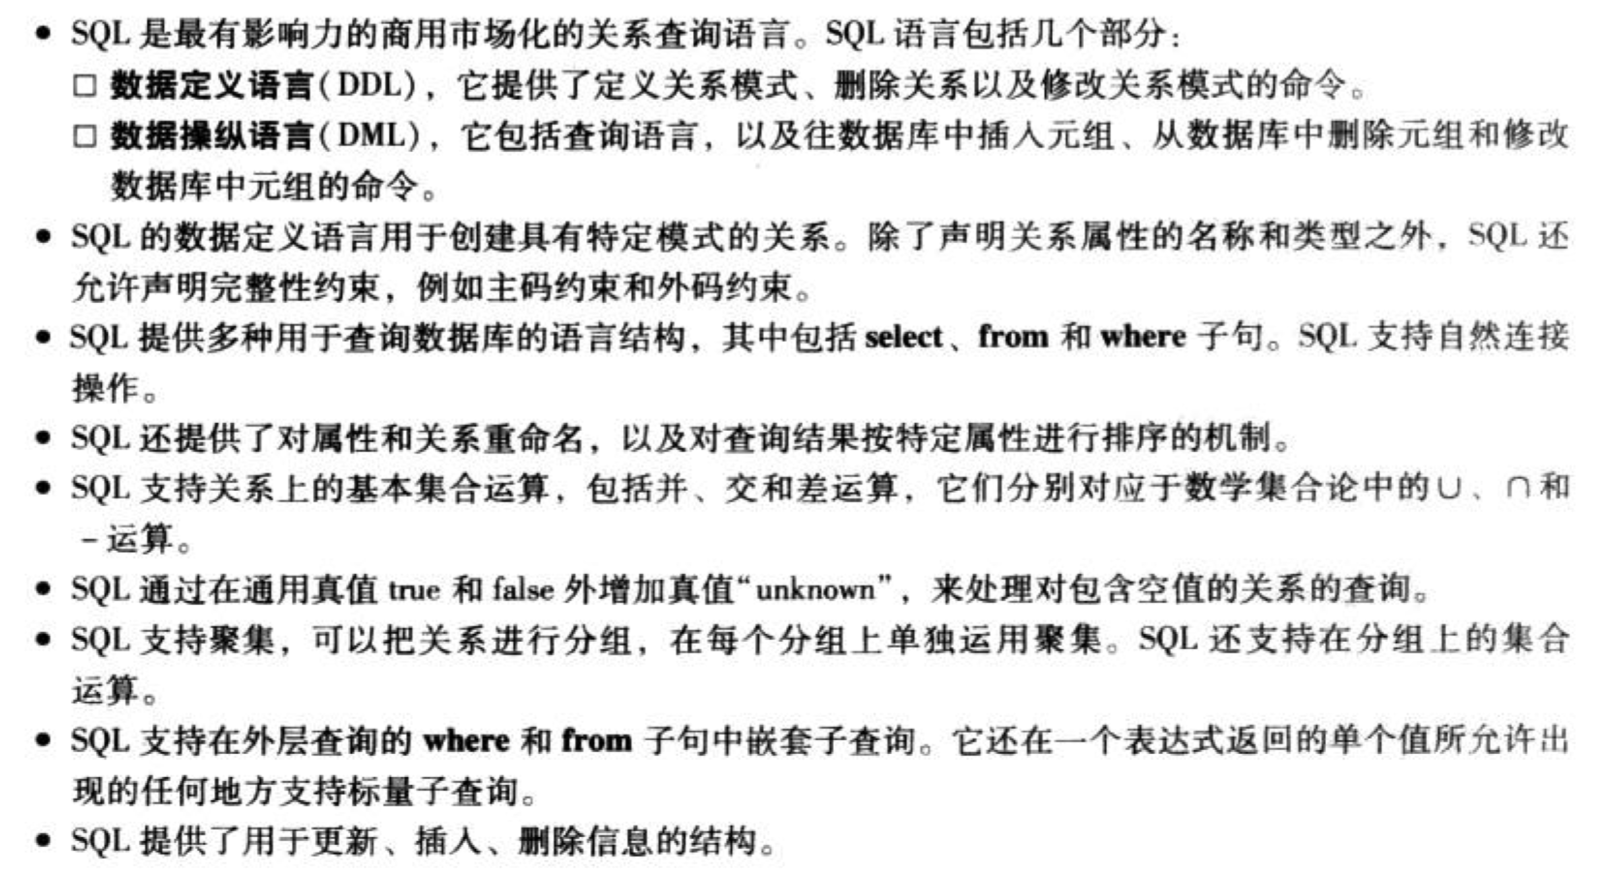 • SQL 是最有影响力的商用市场化的关系查询语言。SQL 语言包括几个部分：
□ 数据定义语言(DDL)，它提供了定义关系模式、删除关系以及修改关系模式的命令。
□ 数据操纵语言(DML)，它包括查询语言，以及往数据库中插入元组、从数据库中删除元组和修改
数据库中元组的命令。
• SQL 的数据定义语言用于创建具有特定模式的关系。除了声明关系属性的名称和类型之外，SQL 还
允许声明完整性约束，例如主码约束和外码约束。
• SQL 提供多种用于查询数据库的语言结构，其中包括 select、from 和 where 子句。SQL 支持自然连接
操作。
• SQL 还提供了对属性和关系重命名，以及对查询结果按特定属性进行排序的机制。
• SQL 支持关系上的基本集合运算，包括并、交和差运算，它们分别对应于数学集合论中的∪、∩和
－运算。
• SQL 通过在通用真值 true 和 false 外增加真值“unknown”，来处理对包含空值的关系的查询。
• SQL 支持聚集，可以把关系进行分组，在每个分组上单独运用聚集。SQL 还支持在分组上的集合
运算。
• SQL 支持在外层查询的 where 和 from 子句中嵌套子查询。它还在一个表达式返回的单个值所允许出
现的任何地方支持标量子查询。
• SQL 提供了用于更新、插入、删除信息的结构。